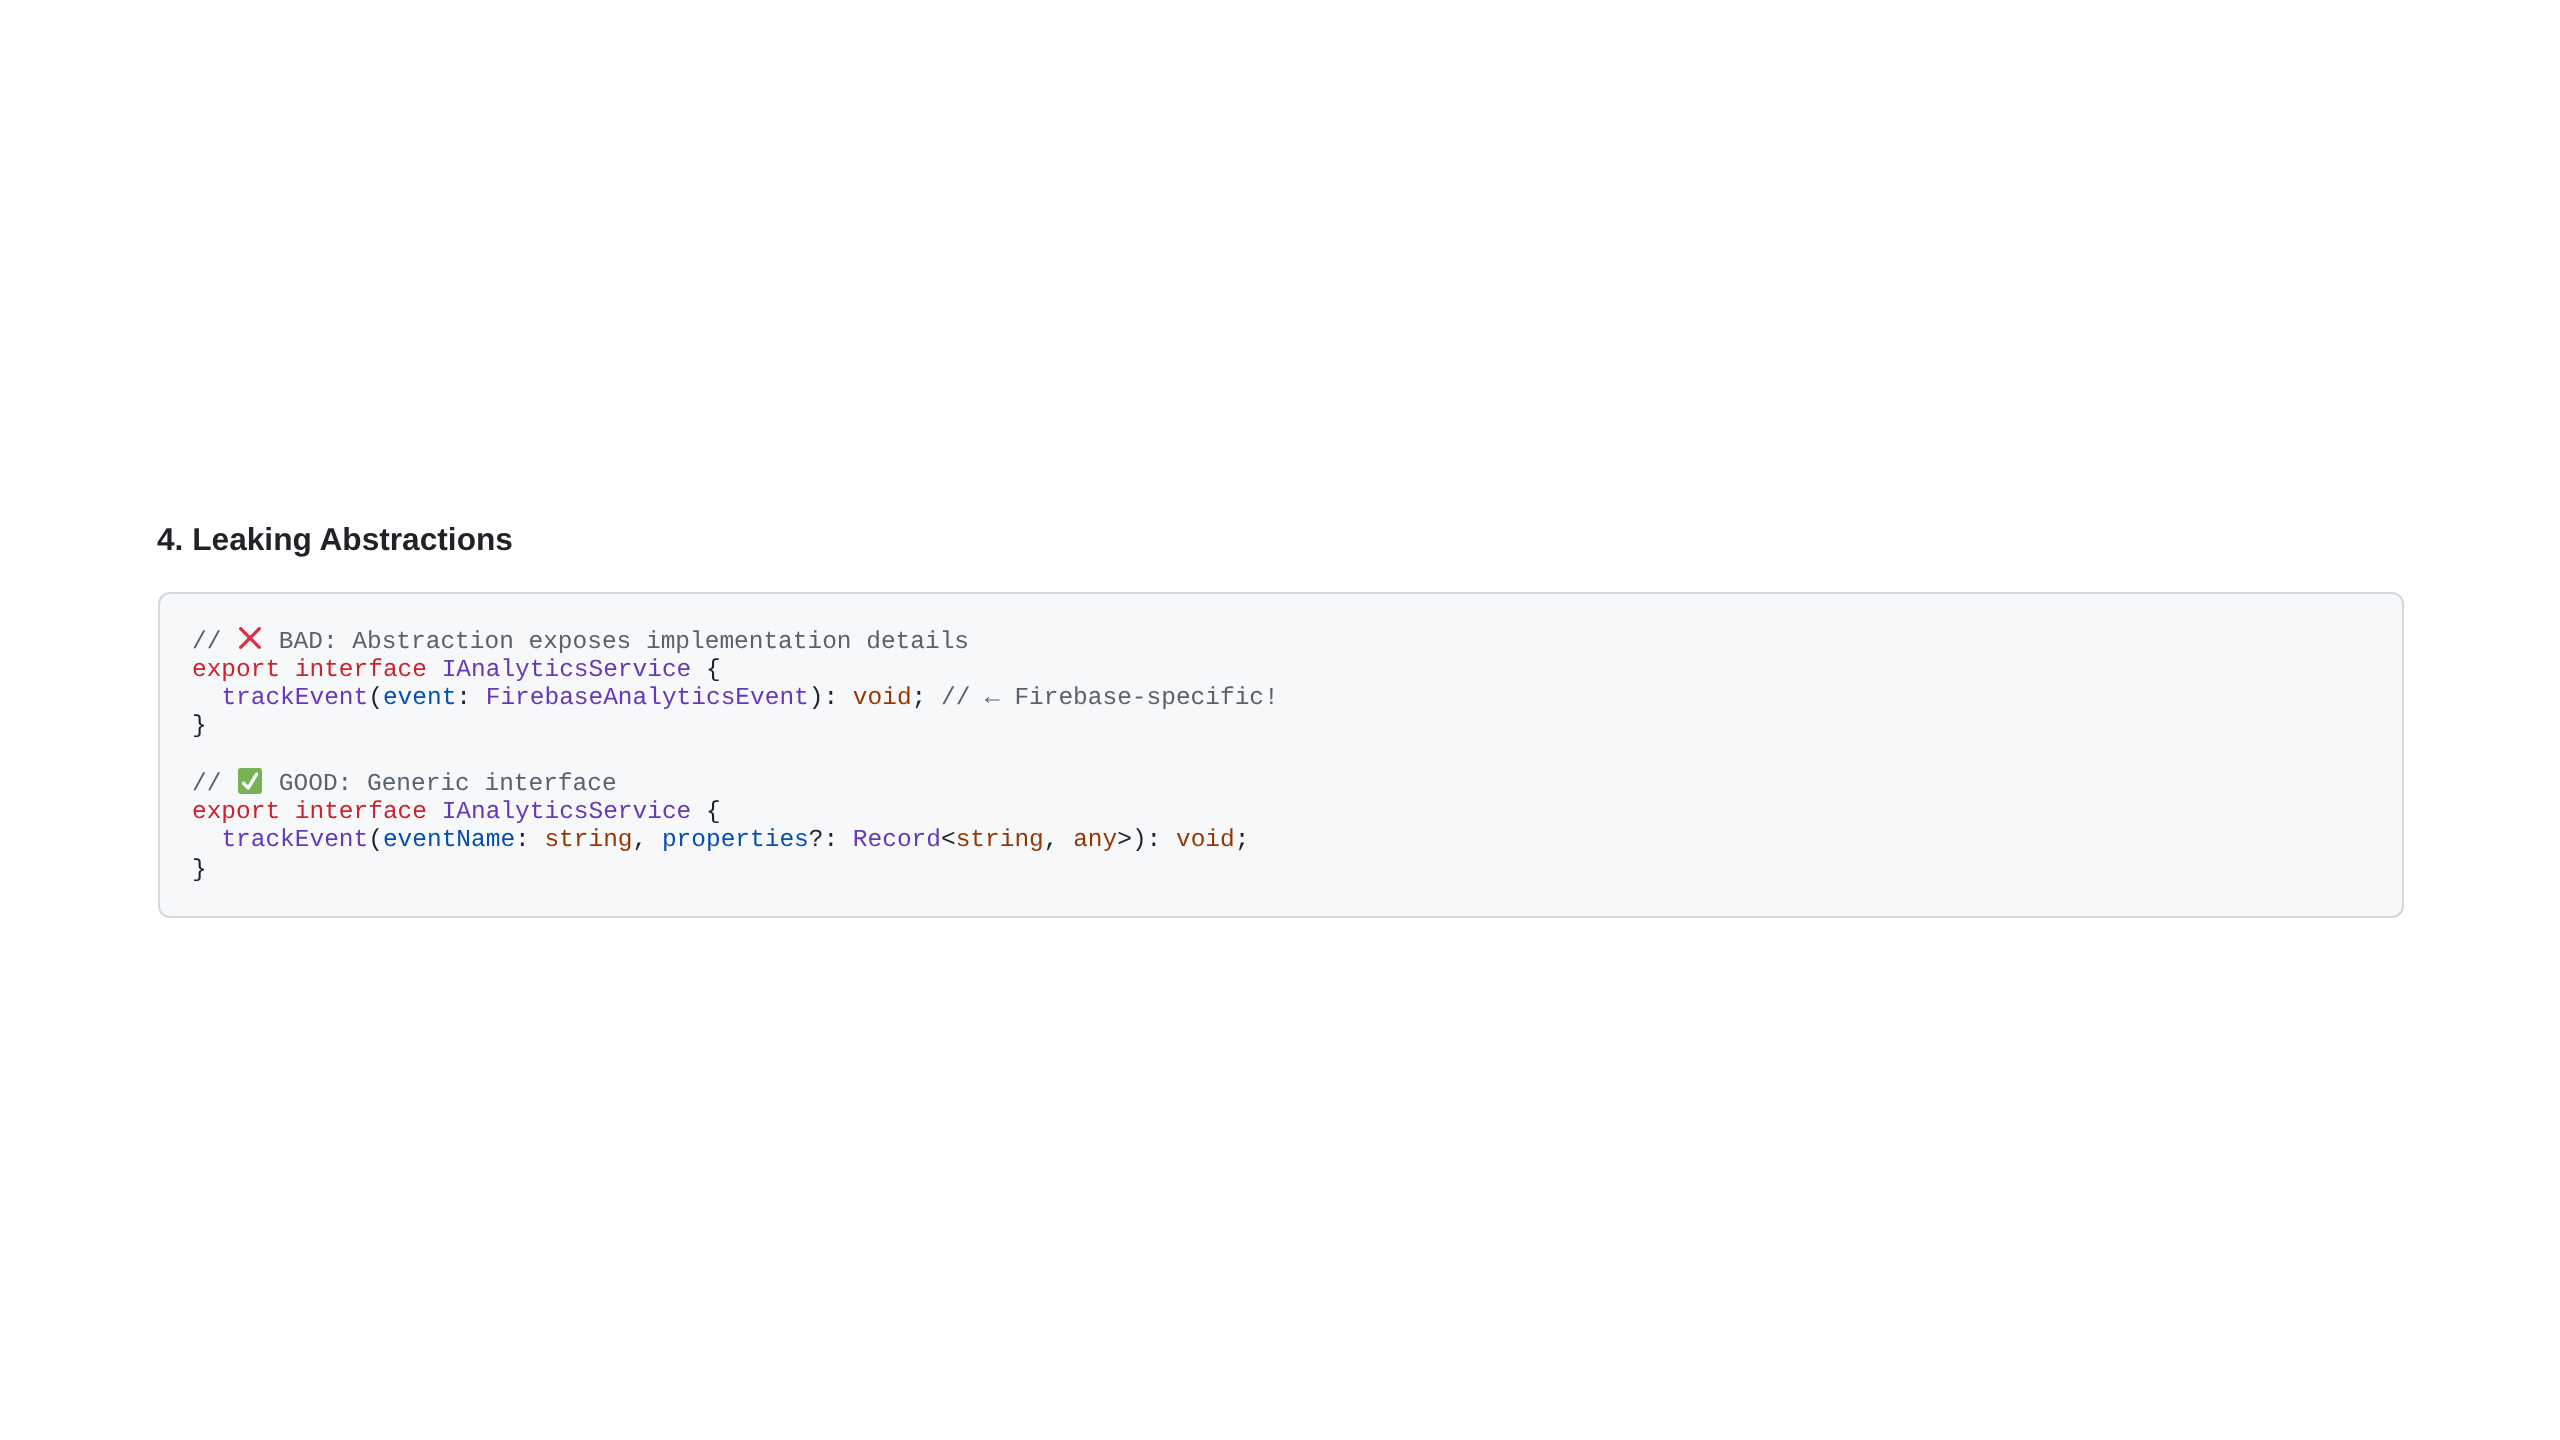 4. Leaking Abstractions
// ❌ BAD: Abstraction exposes implementation details
export interface IAnalyticsService {
  trackEvent(event: FirebaseAnalyticsEvent): void; // ← Firebase-specific!
}
// ✅ GOOD: Generic interface
export interface IAnalyticsService {
  trackEvent(eventName: string, properties?: Record<string, any>): void;
}